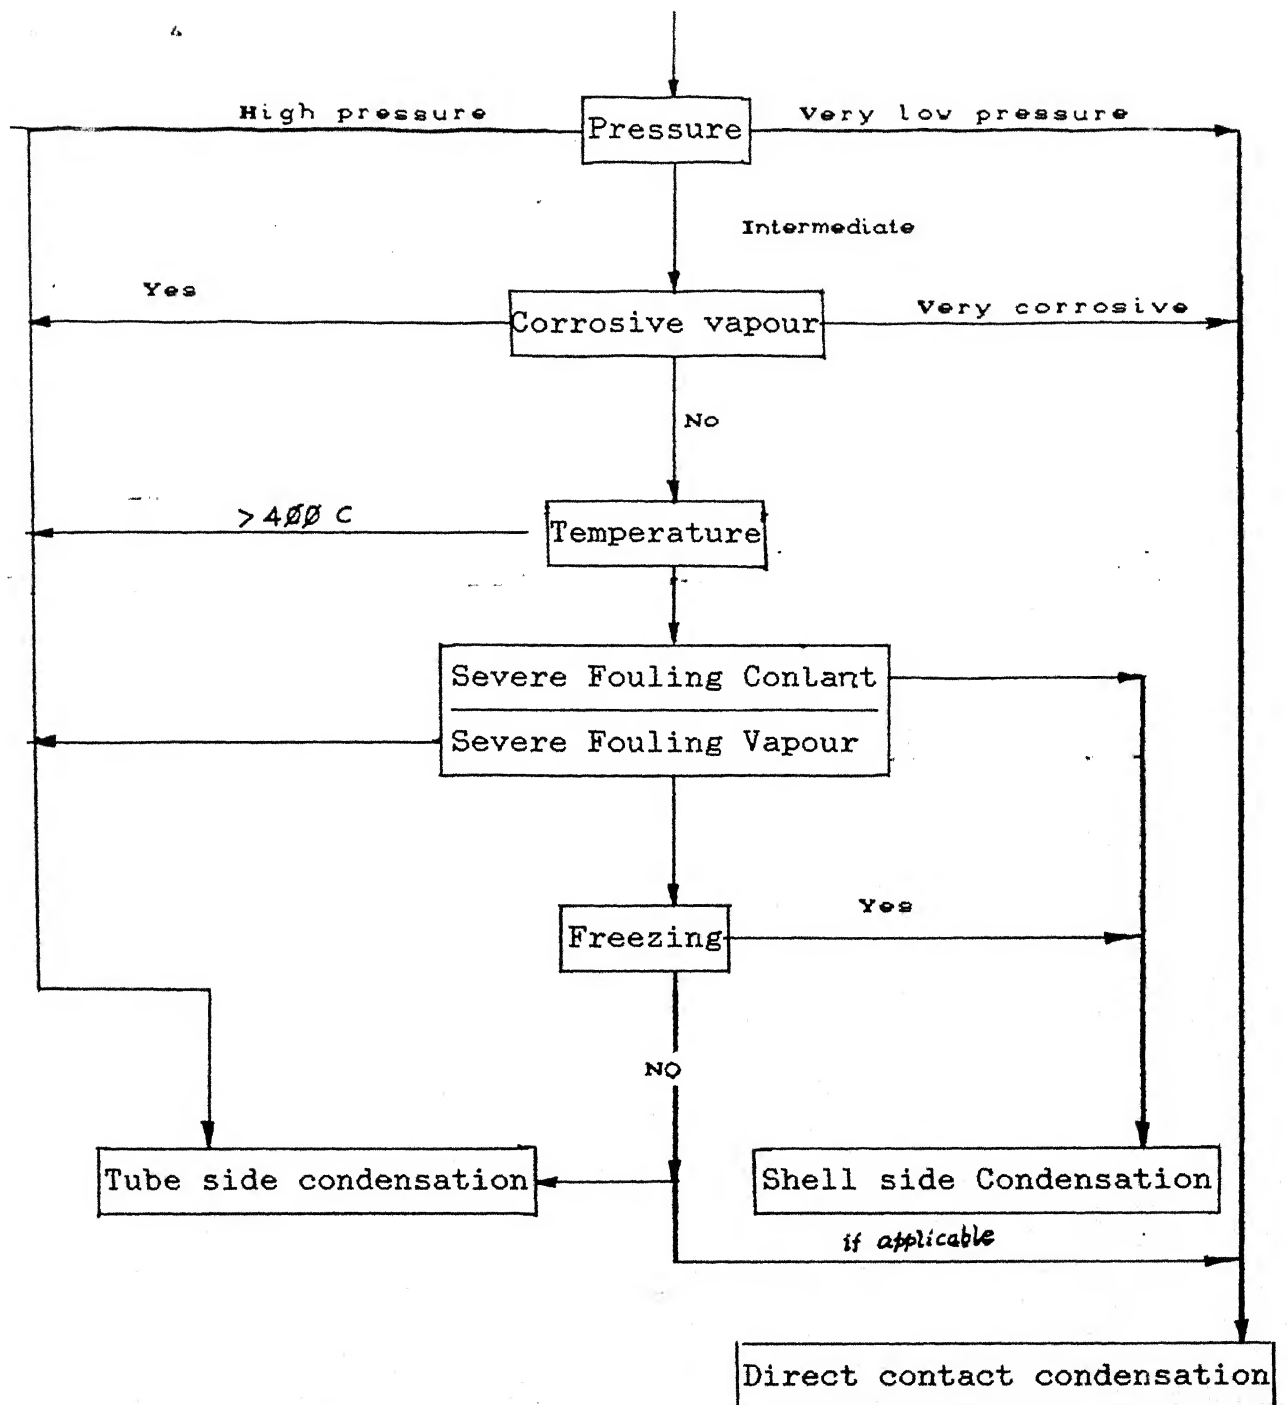 High pressure
Pressure
Very low pressure
Intermediate
Yes
Corrosive vapour
Very corrosive
No
>400 C
Temperature
Severe Fouling Conlant
Severe Fouling Vapour
Freezing
Yes
NO
Tube side condensation
Shell side Condensation
if applicable
Direct contact condensation